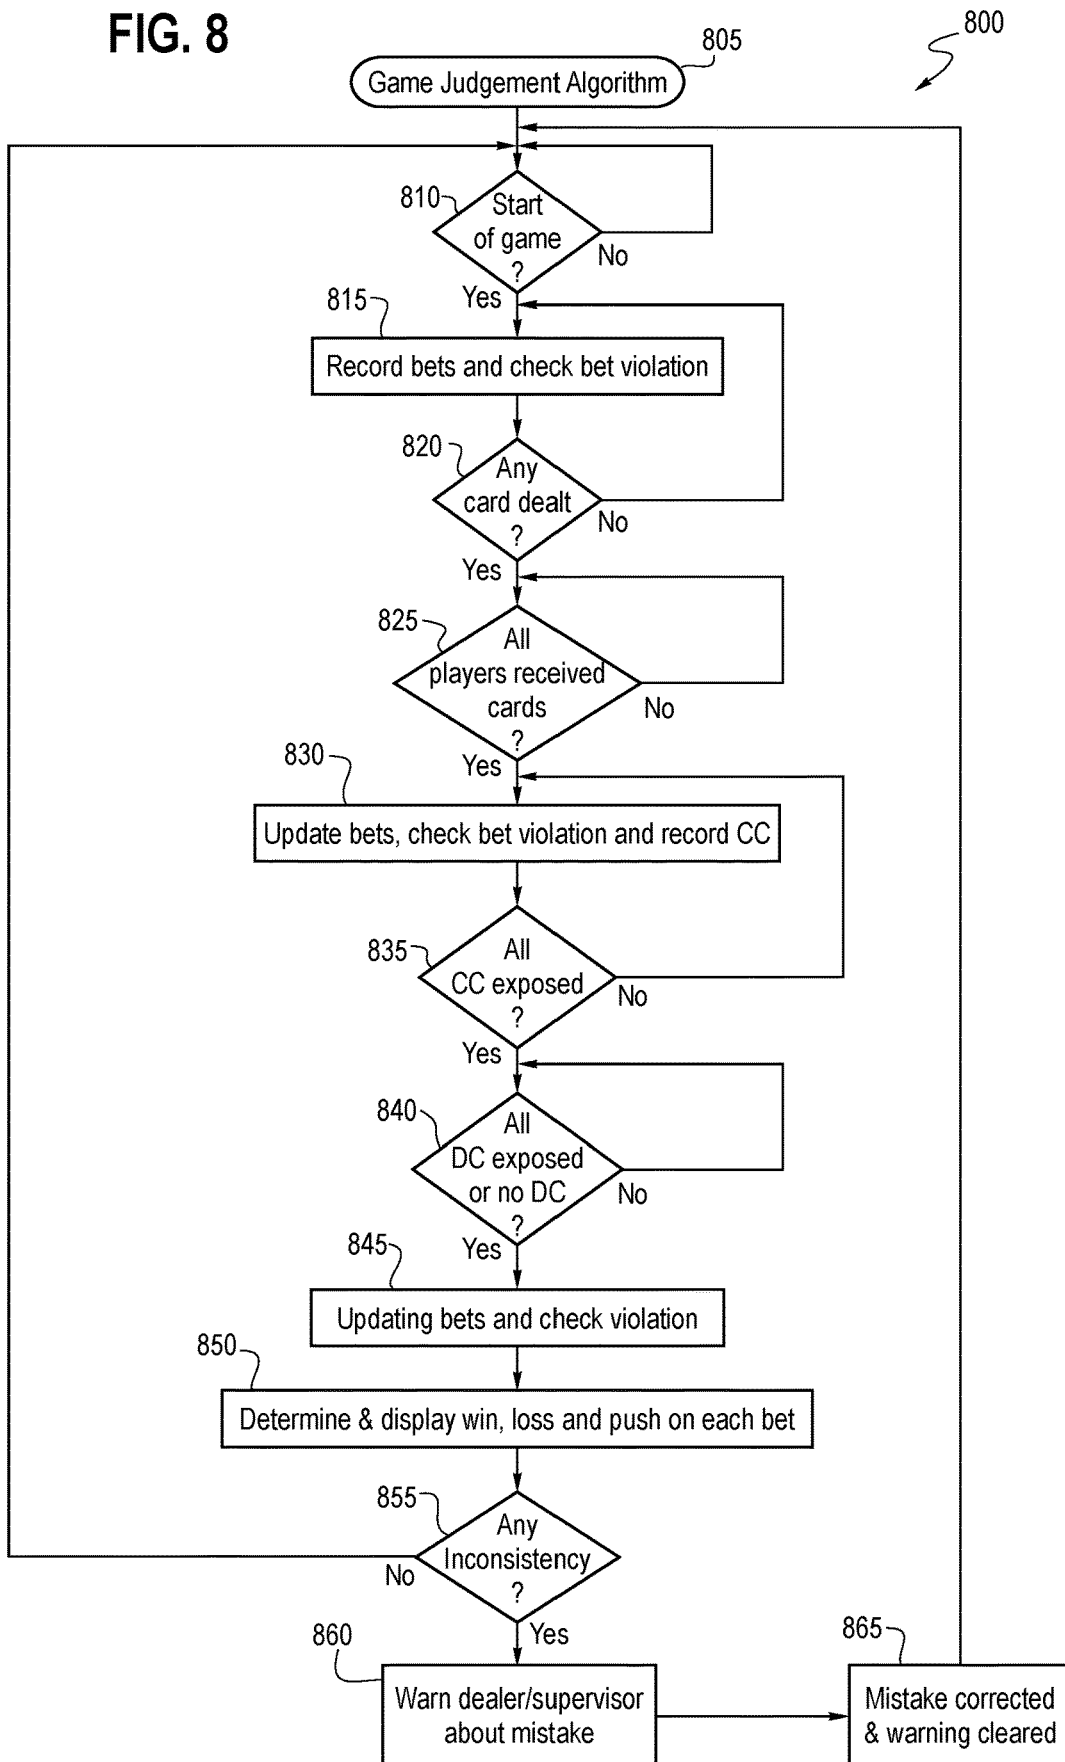 FIG. 8
800
805
Game Judgement Algorithm
810
Start
of game
?
No
Yes
815
Record bets and check bet violation
820
Any
card dealt
?
No
Yes
825
All
players received
cards
?
No
Yes
830
Update bets, check bet violation and record CC
835
All
CC exposed
?
No
Yes
840
All
DC exposed
or no DC
?
No
Yes
845
Updating bets and check violation
850
Determine & display win, loss and push on each bet
855
Any
Inconsistency
?
No
Yes
860
Warn dealer/supervisor
about mistake
865
Mistake corrected
& warning cleared